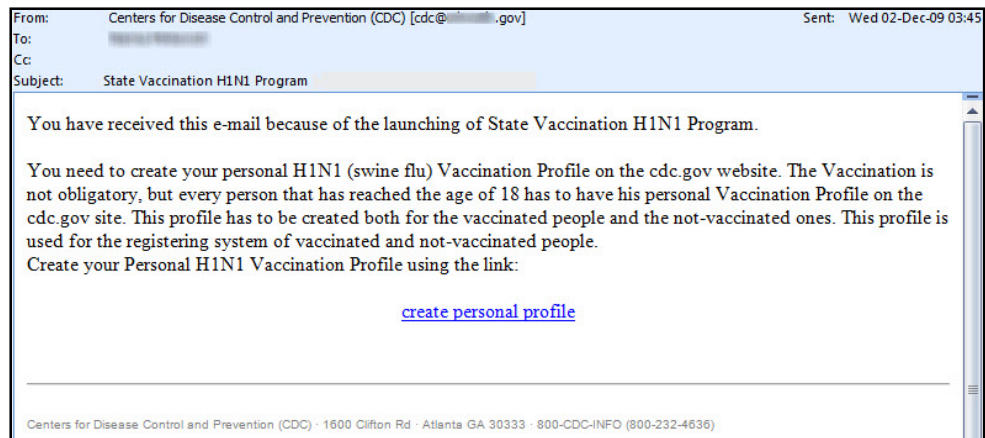 From: Centers for Disease Control and Prevention (CDC) [cdc@ .gov] Sent: Wed 02-Dec-09 03:45
To:
Cc:
Subject: State Vaccination H1N1 Program
You have received this e-mail because of the launching of State Vaccination H1N1 Program.
You need to create your personal H1N1 (swine flu) Vaccination Profile on the cdc.gov website. The Vaccination is
not obligatory, but every person that has reached the age of 18 has to have his personal Vaccination Profile on the
cdc.gov site. This profile has to be created both for the vaccinated people and the not-vaccinated ones. This profile is
used for the registering system of vaccinated and not-vaccinated people.
Create your Personal H1N1 Vaccination Profile using the link:
create personal profile
Centers for Disease Control and Prevention (CDC) · 1600 Clifton Rd · Atlanta GA 30333 · 800-CDC-INFO (800-232-4636)